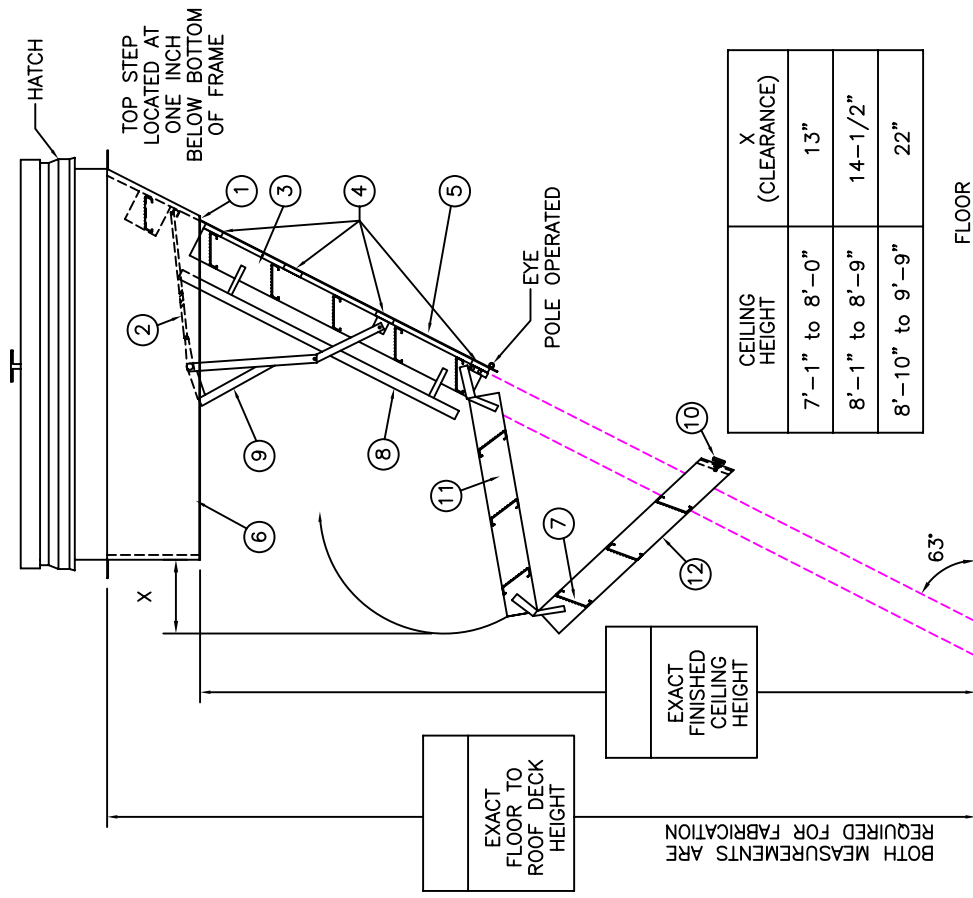 HATCH
TOP STEP
LOCATED AT
ONE INCH
BELOW BOTTOM
OF FRAME
1
2
3
4
5
EYE
POLE OPERATED
6
9
8
X
11
7
10
12
63°
CEILING
HEIGHT
X
(CLEARANCE)
7'-1" to 8'-0"
13"
8'-1" to 8'-9"
14-1/2"
8'-10" to 9'-9"
22"
FLOOR
EXACT
FINISHED
CEILING
HEIGHT
EXACT
FLOOR TO
ROOF DECK
HEIGHT
BOTH MEASUREMENTS ARE
REQUIRED FOR FABRICATION